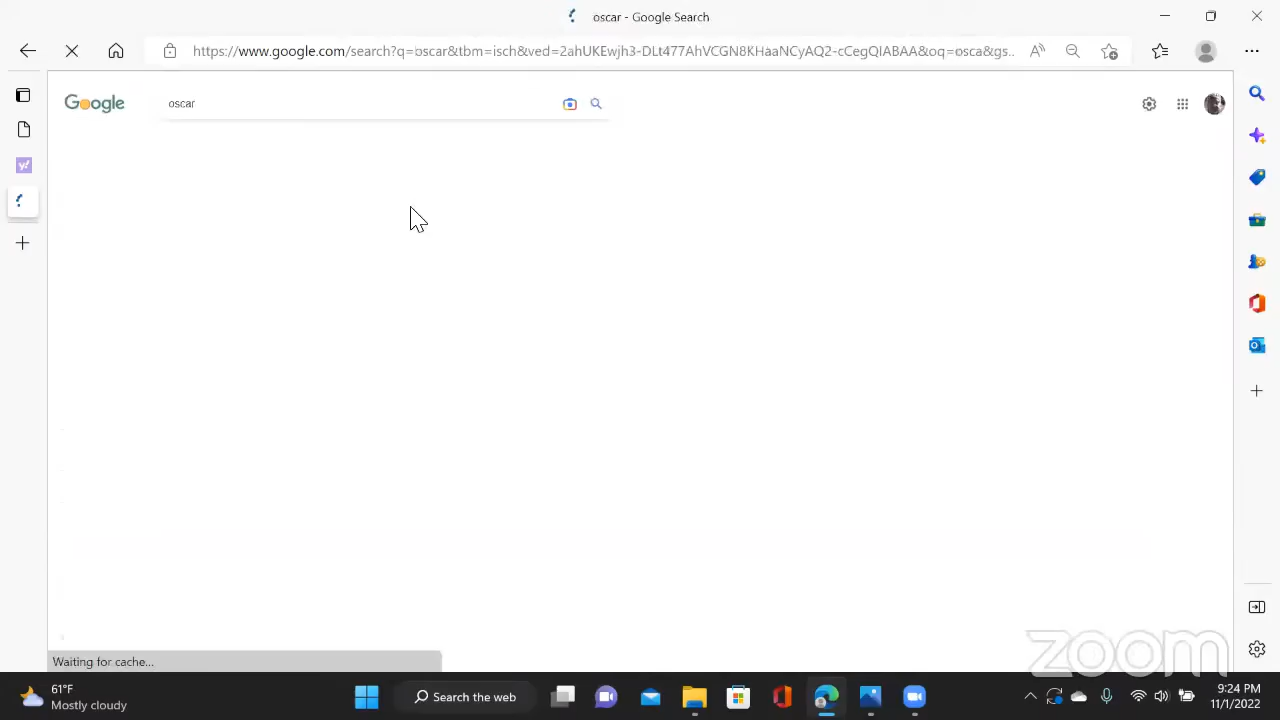 oscar - Google Search
https://www.google.com/search?q=oscar&tbm=isch&ved=2ahUKEwjh3-DLt477AhVCGN8KHaaNCyAQ2-cCegQIABAA&oq=osca&gs..
Google
oscar
Waiting for cache...
zoom
61°F
Mostly cloudy
Search the web
9:24 PM
11/1/2022